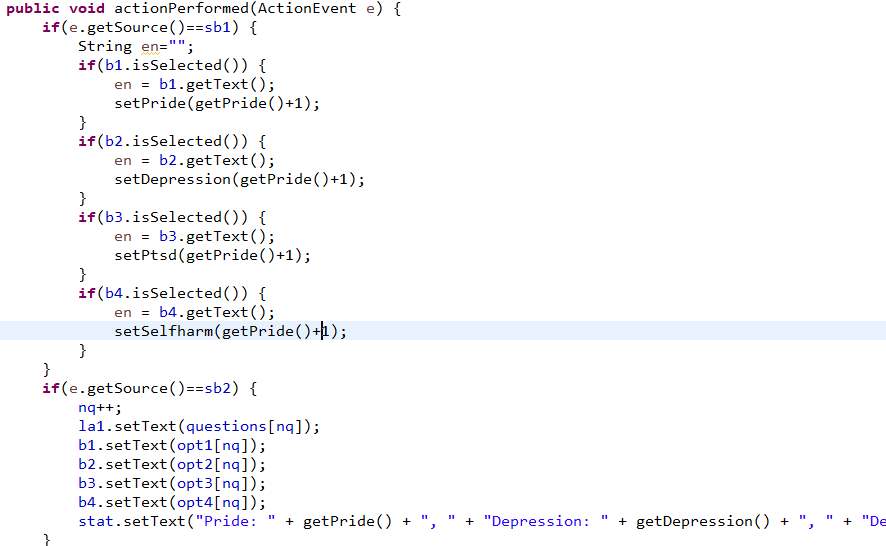 public void actionPerformed(ActionEvent e) {
if(e.getSource()==sb1) {
String en="";
if(b1.isSelected()) {
en = b1.getText();
setPride(getPride()+1);
}
if(b2.isSelected()) {
en = b2.getText();
setDepression(getPride()+1);
}
if(b3.isSelected()) {
en = b3.getText();
setPtsd(getPride()+1);
}
if(b4.isSelected()) {
en = b4.getText();
setSelfharm(getPride()+1);
}
}
if(e.getSource()==sb2) {
nq++;
la1.setText(questions[nq]);
b1.setText(opt1[nq]);
b2.setText(opt2[nq]);
b3.setText(opt3[nq]);
b4.setText(opt4[nq]);
stat.setText("Pride: " + getPride() + ", " + "Depression: " + getDepression() + ", " + "De
}